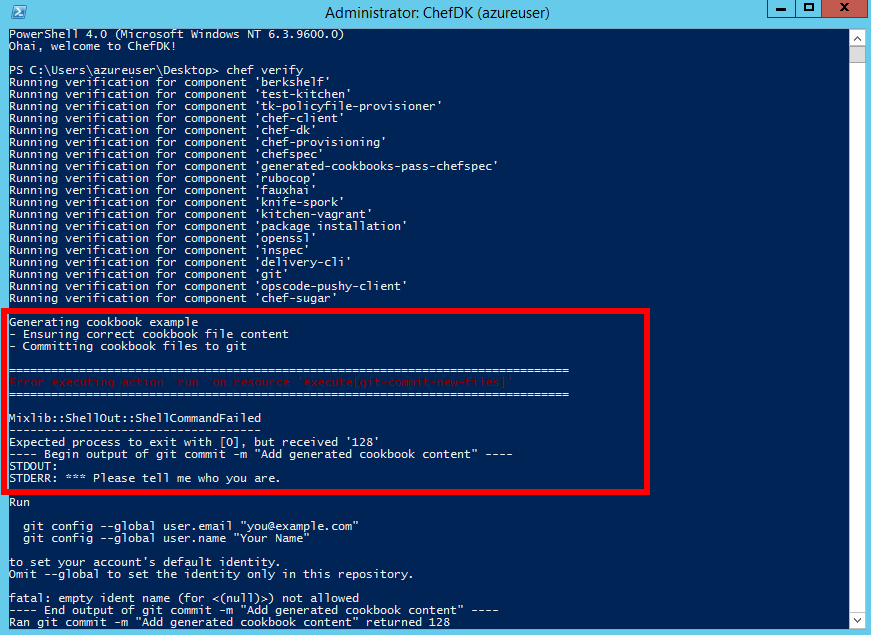 Administrator: ChefDK (azureuser)
PowerShell 4.0 (Microsoft Windows NT 6.3.9600.0)
Ohai, welcome to ChefDK!
PS C:\Users\azureuser\Desktop> chef verify
Running verification for component 'berkshelf'
Running verification for component 'test-kitchen'
Running verification for component 'tk-policyfile-provisioner'
Running verification for component 'chef-client'
Running verification for component 'chef-dk'
Running verification for component 'chef-provisioning'
Running verification for component 'chefspec'
Running verification for component 'generated-cookbooks-pass-chefspec'
Running verification for component 'rubocop'
Running verification for component 'fauxhai'
Running verification for component 'knife-spork'
Running verification for component 'kitchen-vagrant'
Running verification for component 'package installation'
Running verification for component 'openssl'
Running verification for component 'inspec'
Running verification for component 'delivery-cli'
Running verification for component 'git'
Running verification for component 'opscode-pushy-client'
Running verification for component 'chef-sugar'
Generating cookbook example
- Ensuring correct cookbook file content
- Committing cookbook files to git
================================================================================
Error executing action `run` on resource 'execute[git-commit-new-files]'
================================================================================
Mixlib::ShellOut::ShellCommandFailed
------------------------------------
Expected process to exit with [0], but received '128'
---- Begin output of git commit -m "Add generated cookbook content" ----
STDOUT:
STDERR: *** Please tell me who you are.
Run
git config --global user.email "you@example.com"
git config --global user.name "Your Name"
to set your account's default identity.
Omit --global to set the identity only in this repository.
fatal: empty ident name (for <(null)>) not allowed
---- End output of git commit -m "Add generated cookbook content" ----
Ran git commit -m "Add generated cookbook content" returned 128